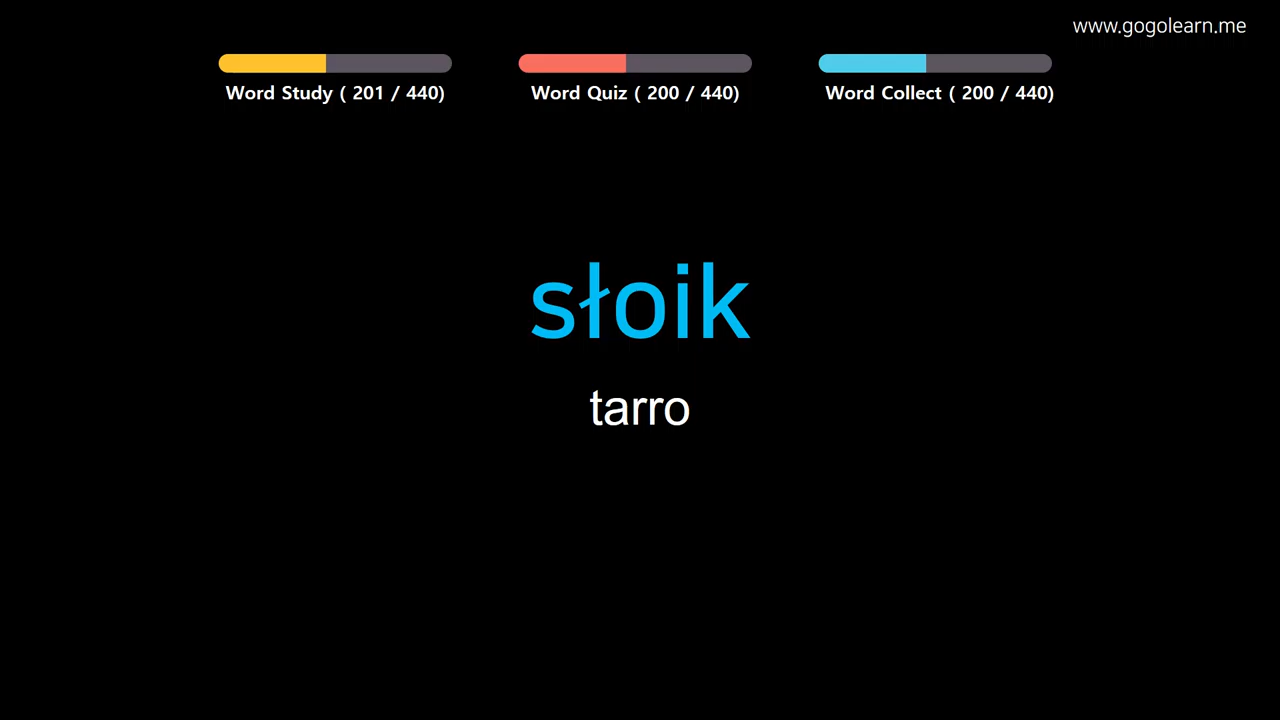 www.gogolearn.me
Word Study ( 201 / 440)
Word Quiz ( 200 / 440)
Word Collect ( 200 / 440)
słoik
tarro